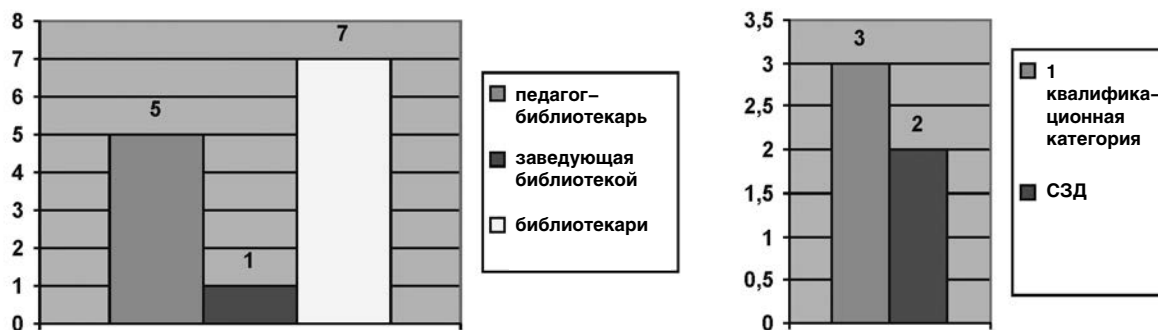 8
7
6
5
4
3
2
1
0
5
1
7
педагог–
библиотекарь
заведующая
библиотекой
библиотекари
3,5
3
2,5
2
1,5
1
0,5
0
3
2
1
квалифика–
ционная
категория
СЗД